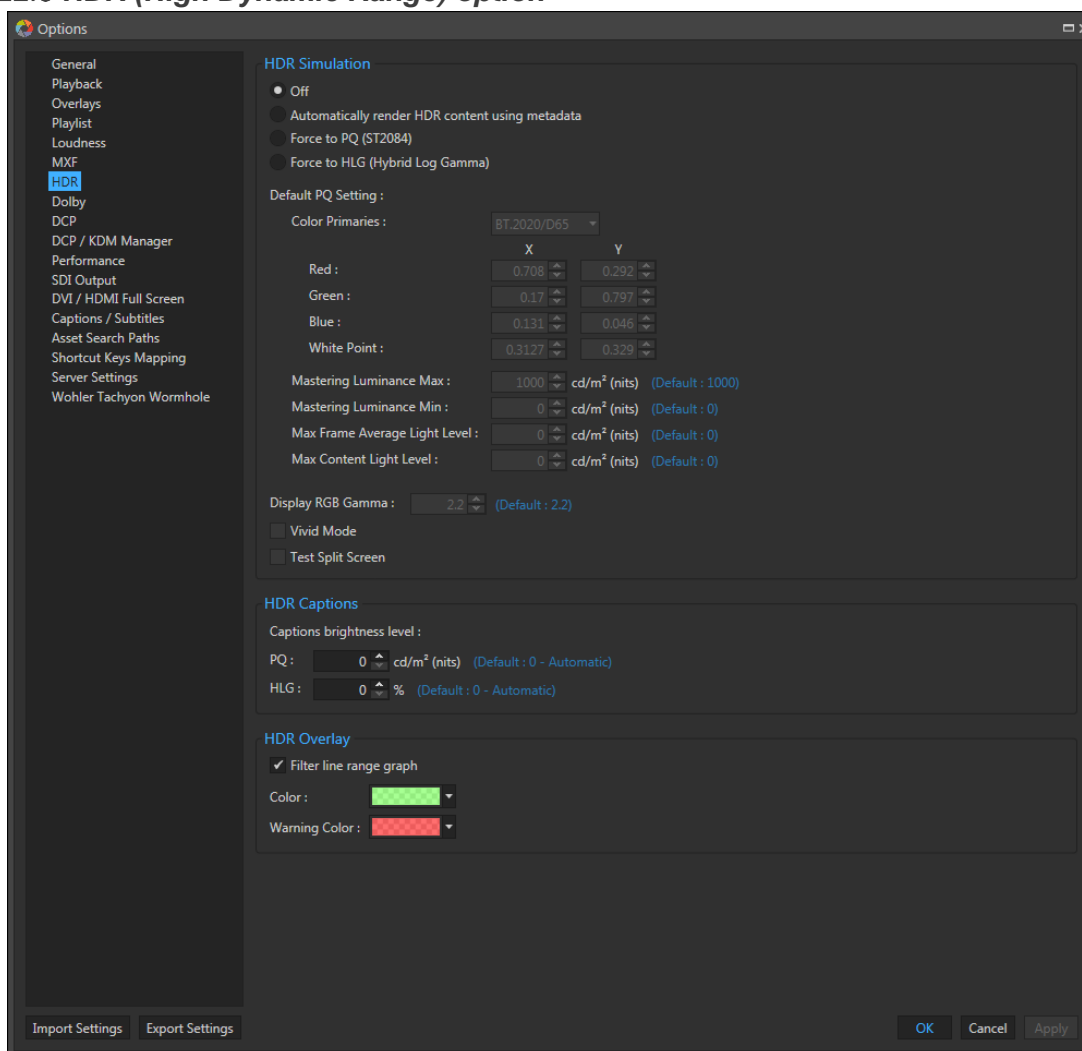 HDR (High Dynamic Range) option
Options
General
Playback
Overlays
Playlist
Loudness
MXF
HDR
Dolby
DCP
DCP / KDM Manager
Performance
SDI Output
DVI / HDMI Full Screen
Captions / Subtitles
Asset Search Paths
Shortcut Keys Mapping
Server Settings
Wohler Tachyon Wormhole
HDR Simulation
Off
Automatically render HDR content using metadata
Force to PQ (ST2084)
Force to HLG (Hybrid Log Gamma)
Default PQ Setting :
Color Primaries : BT.2020/D65
X Y
Red : 0.708 0.292
Green : 0.17 0.797
Blue : 0.131 0.046
White Point : 0.3127 0.329
Mastering Luminance Max : 1000 cd/m² (nits) (Default : 1000)
Mastering Luminance Min : 0 cd/m² (nits) (Default : 0)
Max Frame Average Light Level : 0 cd/m² (nits) (Default : 0)
Max Content Light Level : 0 cd/m² (nits) (Default : 0)
Display RGB Gamma : 2.2 (Default : 2.2)
Vivid Mode
Test Split Screen
HDR Captions
Captions brightness level :
PQ : 0 cd/m² (nits) (Default : 0 - Automatic)
HLG : 0 % (Default : 0 - Automatic)
HDR Overlay
Filter line range graph
Color :
Warning Color :
Import Settings Export Settings OK Cancel Apply